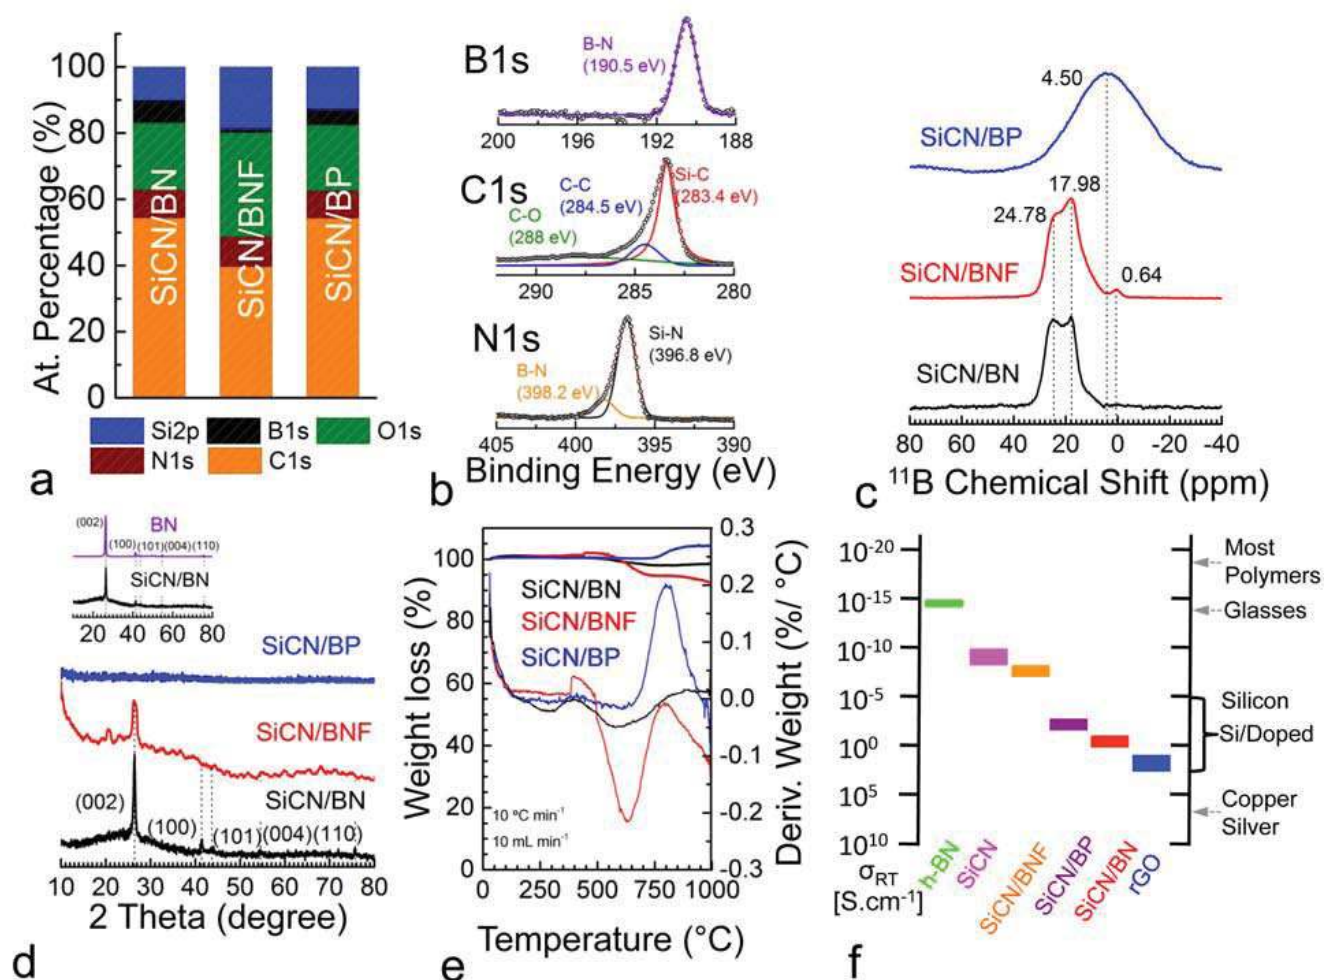 100
80
60
40
20
0
At. Percentage (%)
SiCN/BN
SiCN/BNF
SiCN/BP
Si2p
B1s
O1s
N1s
C1s
a
B1s
B-N
(190.5 eV)
200 196 192 188
C1s
C-O
(288 eV)
C-C
(284.5 eV)
Si-C
(283.4 eV)
290 285 280
N1s
B-N
(398.2 eV)
Si-N
(396.8 eV)
405 400 395 390
Binding Energy (eV)
b
4.50
SiCN/BP
17.98
24.78
SiCN/BNF
0.64
SiCN/BN
80 60 40 20 0 -20 -40
¹¹B Chemical Shift (ppm)
c
(002)
BN
(100) (101) (004) (110)
SiCN/BN
20 40 60 80
SiCN/BP
SiCN/BNF
SiCN/BN
(002)
(100)
(101) (004) (110)
10 20 30 40 50 60 70 80
2 Theta (degree)
d
100
80
60
40
20
0
Weight loss (%)
SiCN/BN
SiCN/BNF
SiCN/BP
10 ºC min⁻¹
10 mL min⁻¹
0 250 500 750 1000
Temperature (°C)
0.3
0.2
0.1
0.0
-0.1
-0.2
-0.3
Deriv. Weight (%/ °C)
e
10⁻²⁰
10⁻¹⁵
10⁻¹⁰
10⁻⁵
10⁰
10⁵
10¹⁰
σRT
[S.cm⁻¹]
h-BN
SiCN
SiCN/BNF
SiCN/BP
SiCN/BN
rGO
Most
Polymers
Glasses
Silicon
Si/Doped
Copper
Silver
f